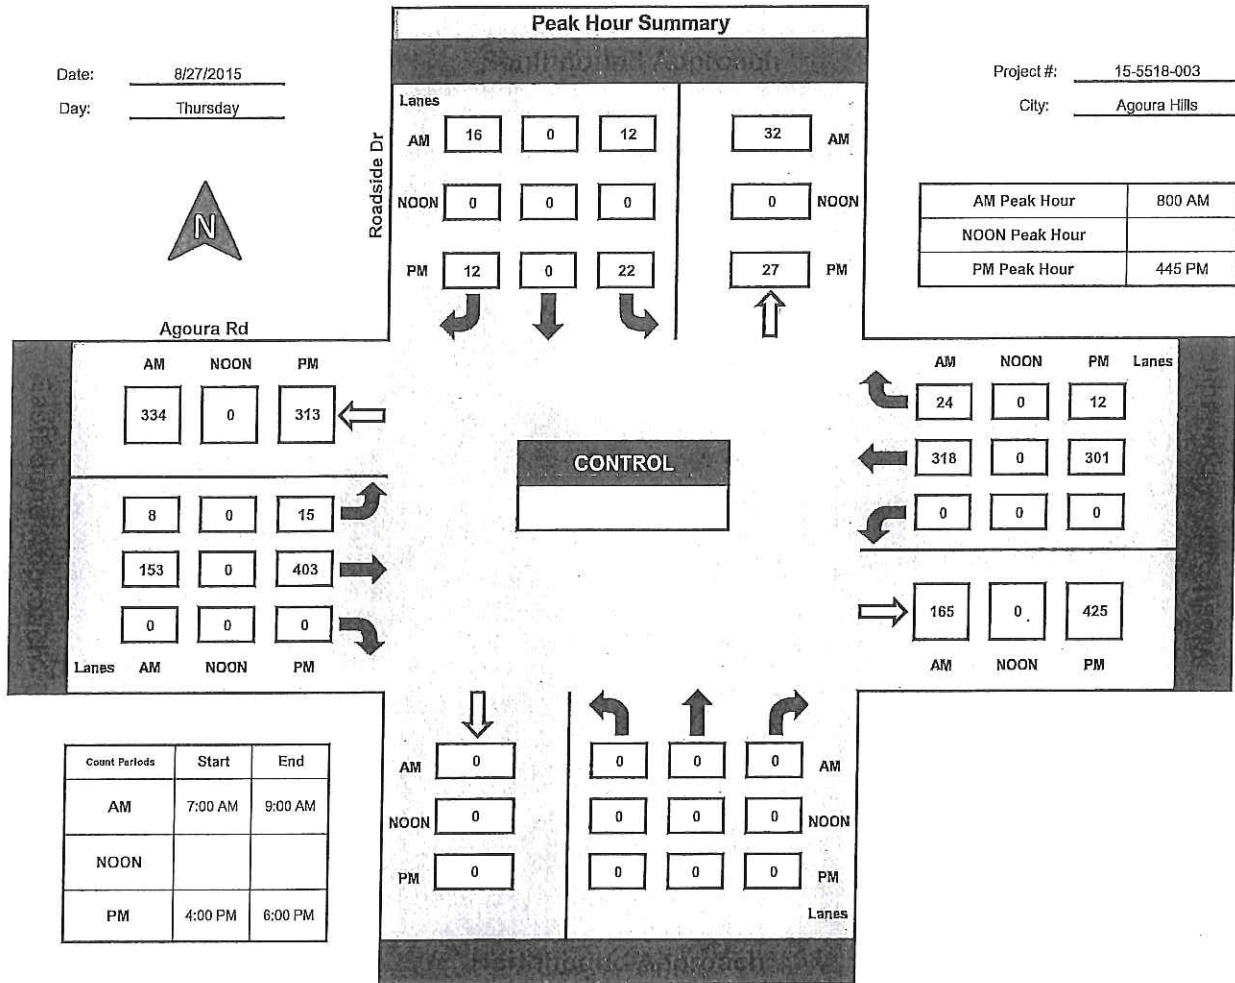 Peak Hour Summary
Southbound Approach
Date: 8/27/2015
Day: Thursday
Project #: 15-5518-003
City: Agoura Hills
N
Roadside Dr
Lanes
AM 16 0 12 32 AM
NOON 0 0 0 0 NOON
PM 12 0 22 27 PM
AM Peak Hour 800 AM
NOON Peak Hour
PM Peak Hour 445 PM
Agoura Rd
AM NOON PM
334 0 313
8 0 15
153 0 403
0 0 0
Lanes AM NOON PM
CONTROL
AM NOON PM Lanes
24 0 12
318 0 301
0 0 0
165 0 425
AM NOON PM
AM 0 0 0 0 AM
NOON 0 0 0 0 NOON
PM 0 0 0 0 PM
Lanes
Northbound Approach
Count Periods Start End
AM 7:00 AM 9:00 AM
NOON
PM 4:00 PM 6:00 PM